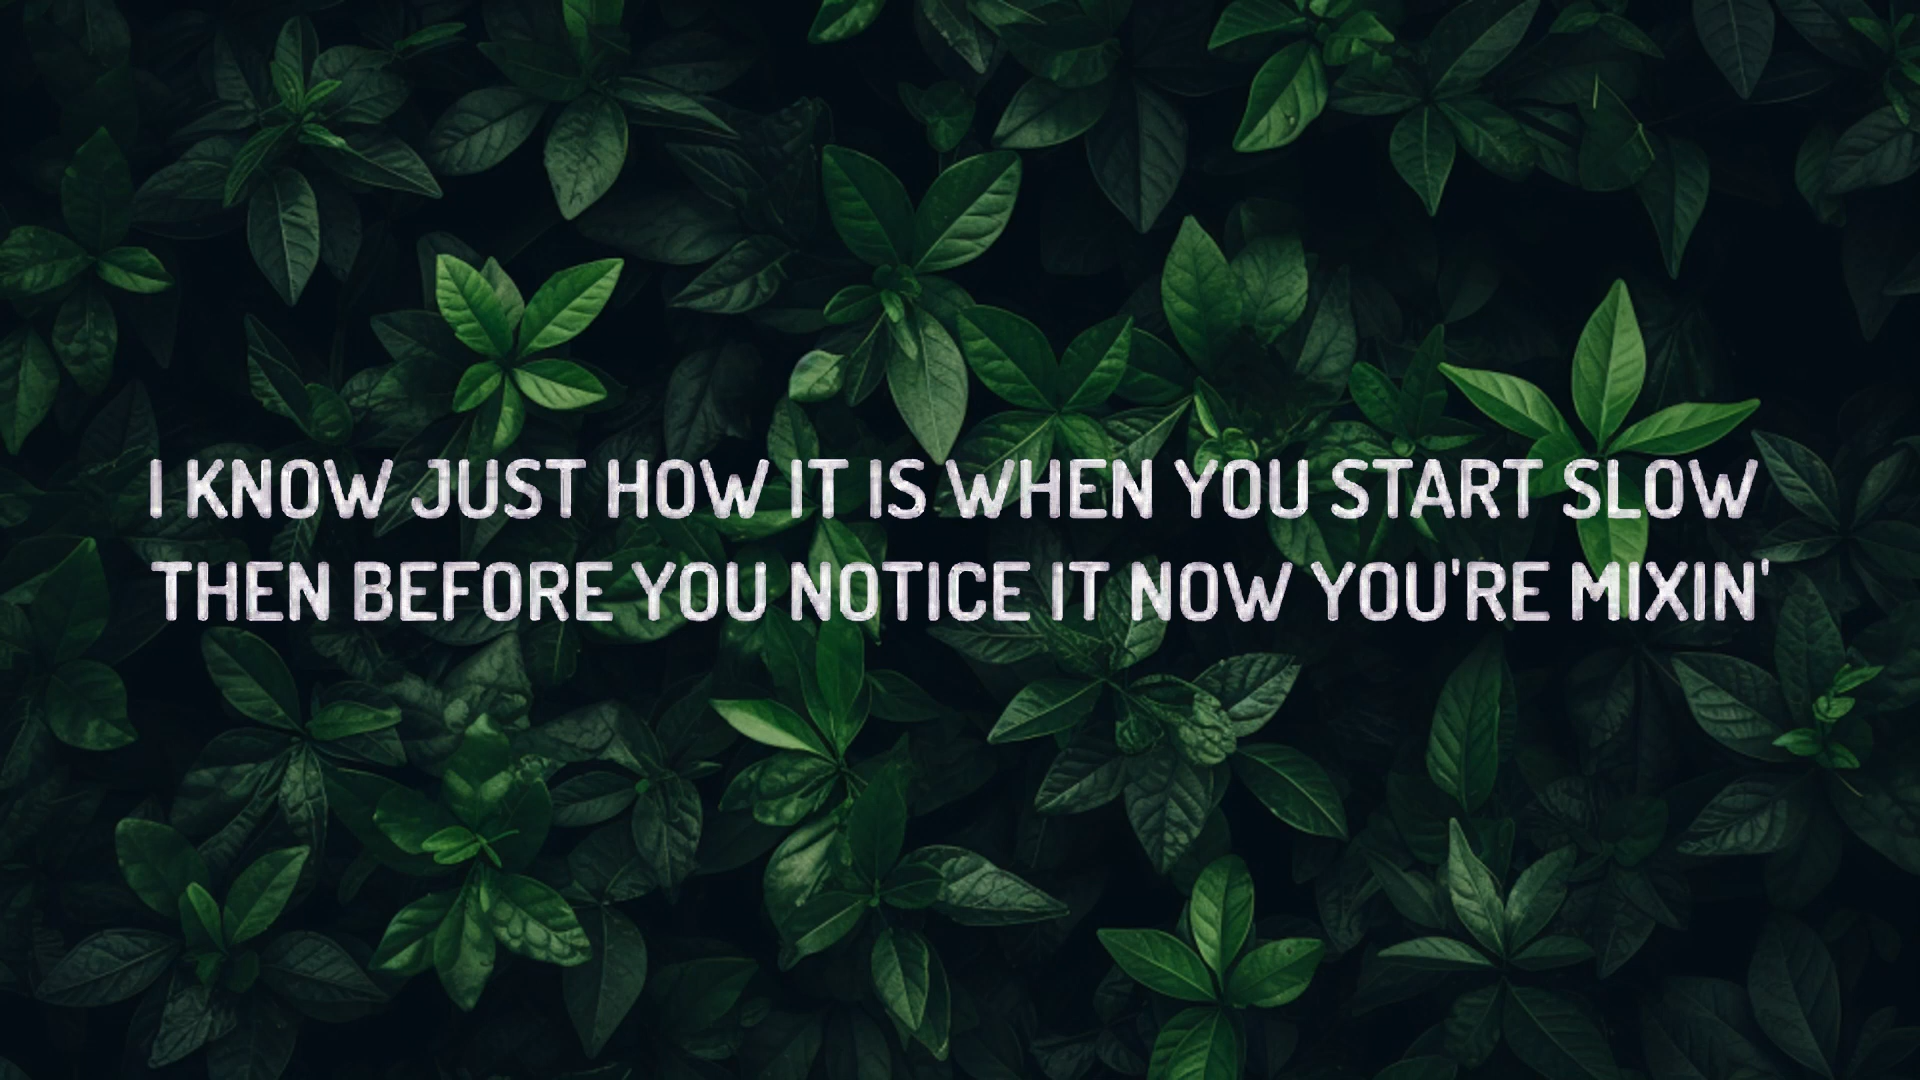 I KNOW JUST HOW IT IS WHEN YOU START SLOW
THEN BEFORE YOU NOTICE IT NOW YOU'RE MIXIN'